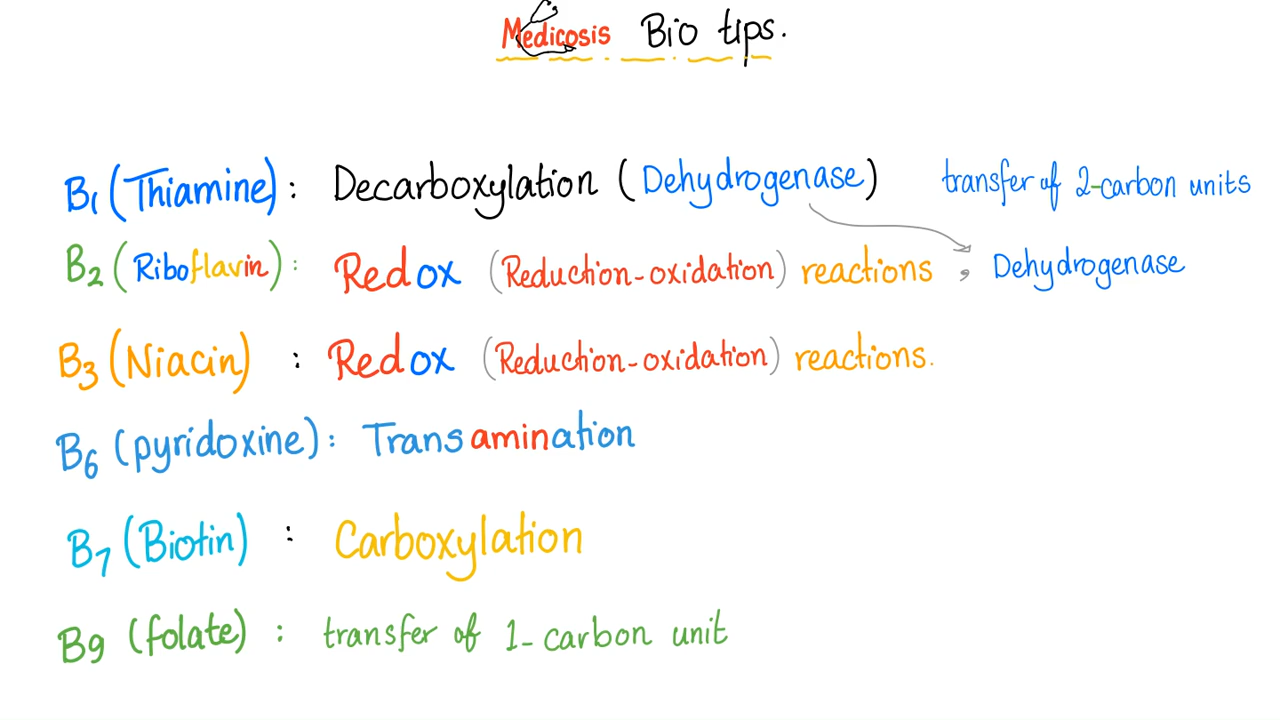 Medicosis Bio tips.
B1 (Thiamine): Decarboxylation (Dehydrogenase) transfer of 2-carbon units
B2 (Riboflavin): Redox (Reduction-oxidation) reactions , Dehydrogenase
B3 (Niacin) : Redox (Reduction-oxidation) reactions.
B6 (pyridoxine): Transamination
B7 (Biotin) : Carboxylation
B9 (folate) : transfer of 1-carbon unit